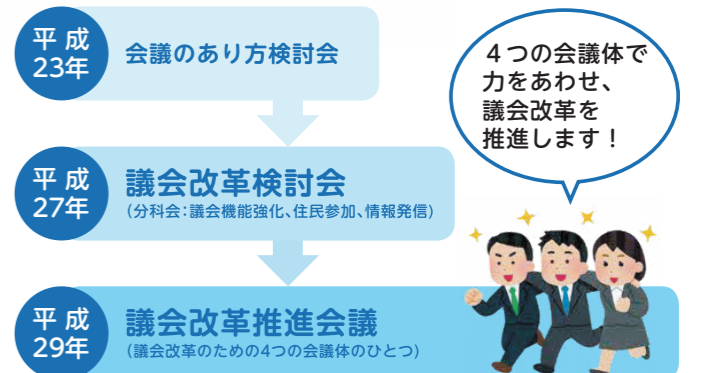 平成
23年
会議のあり方検討会
4つの会議体で
力をあわせ、
議会改革を
推進します!
平成
27年
議会改革検討会
(分科会:議会機能強化、住民参加、情報発信)
平成
29年
議会改革推進会議
(議会改革のための4つの会議体のひとつ)